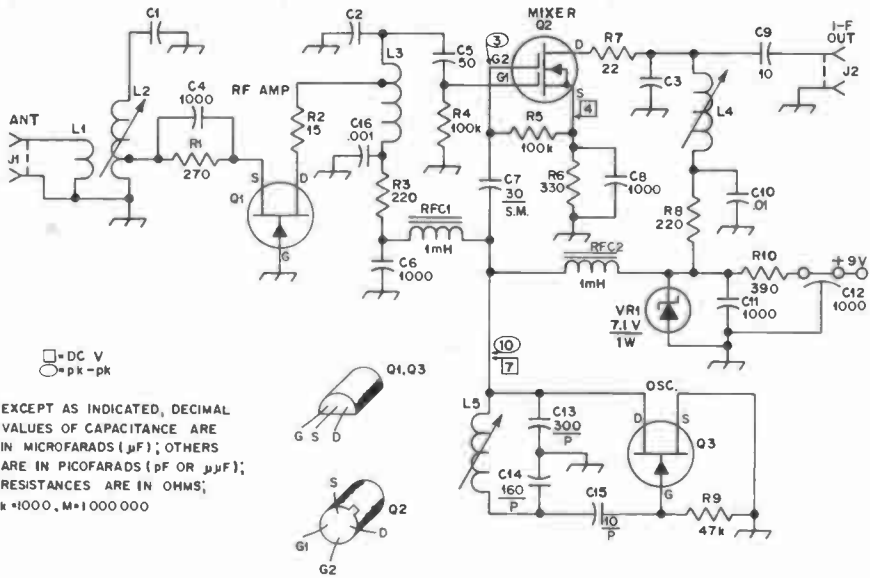 C1
C2
MIXER
Q2
I-F
OUT
R7
22
C9
10
J2
3
L3
C5
50
G2
D
G1
S
4
C3
L4
L2
C4
1000
RF AMP
R2
15
R4
100k
R5
100k
ANT
L1
J1
R1
270
C16
.001
C7
30
S.M.
R6
330
C8
1000
C10
.01
S
D
Q1
G
R3
220
RFC1
1mH
R8
220
RFC2
1mH
R10
390
+9V
C6
1000
VR1
7.1 V
1W
C11
1000
C12
1000
□=DC V
○=pk-pk
10
7
Q1,Q3
OSC.
EXCEPT AS INDICATED, DECIMAL
VALUES OF CAPACITANCE ARE
IN MICROFARADS (µF); OTHERS
ARE IN PICOFARADS (pF OR µµF);
RESISTANCES ARE IN OHMS;
k=1000, M=1000000
G S D
L5
C13
300
P
D
S
Q3
C14
160
P
C15
10
P
G
R9
47k
S
Q2
G1
D
G2